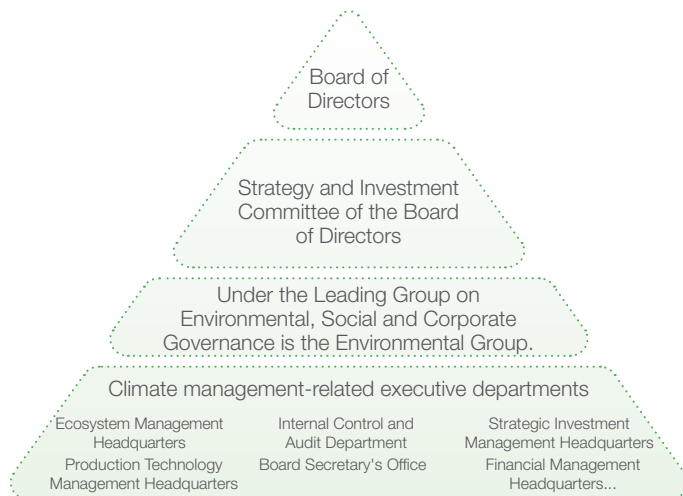 Board of
Directors
Strategy and Investment
Committee of the Board
of Directors
Under the Leading Group on
Environmental, Social and Corporate
Governance is the Environmental Group.
Climate management-related executive departments
Ecosystem Management
Headquarters
Internal Control and
Audit Department
Strategic Investment
Management Headquarters
Production Technology
Management Headquarters
Board Secretary's Office
Financial Management
Headquarters...